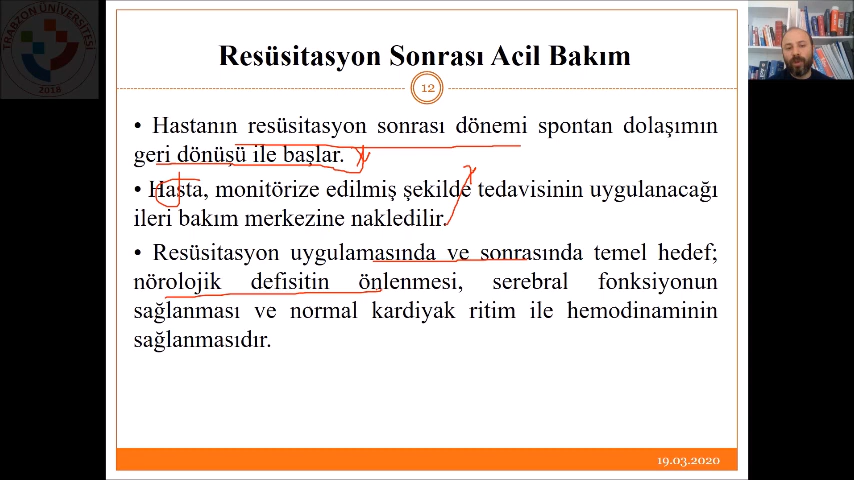 TRABZON ÜNİVERSİTESİ
2018
Resüsitasyon Sonrası Acil Bakım
12
• Hastanın resüsitasyon sonrası dönemi spontan dolaşımın
geri dönüşü ile başlar.
• Hasta, monitörize edilmiş şekilde tedavisinin uygulanacağı
ileri bakım merkezine nakledilir.
• Resüsitasyon uygulamasında ve sonrasında temel hedef;
nörolojik defisitin önlenmesi, serebral fonksiyonun
sağlanması ve normal kardiyak ritim ile hemodinaminin
sağlanmasıdır.
19.03.2020